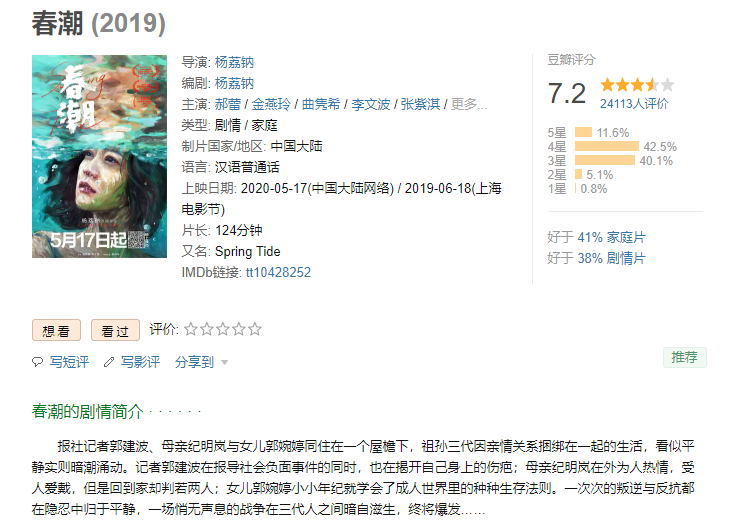 春潮 (2019)
春潮
杨荔钠
5月17日起
导演: 杨荔钠
编剧: 杨荔钠
主演: 郝蕾 / 金燕玲 / 曲隽希 / 李文波 / 张紫淇 / 更多...
类型: 剧情 / 家庭
制片国家/地区: 中国大陆
语言: 汉语普通话
上映日期: 2020-05-17(中国大陆网络) / 2019-06-18(上海
电影节)
片长: 124分钟
又名: Spring Tide
IMDb链接: tt10428252
豆瓣评分
7.2
24113人评价
5星 11.6%
4星 42.5%
3星 40.1%
2星 5.1%
1星 0.8%
好于 41% 家庭片
好于 38% 剧情片
想看 看过 评价:
写短评 写影评 分享到
推荐
春潮的剧情简介 · · · · · ·
报社记者郭建波、母亲纪明岚与女儿郭婉婷同住在一个屋檐下，祖孙三代因亲情关系捆绑在一起的生活，看似平
静实则暗潮涌动。记者郭建波在报导社会负面事件的同时，也在揭开自己身上的伤疤；母亲纪明岚在外为人热情，受
人爱戴，但是回到家却判若两人；女儿郭婉婷小小年纪就学会了成人世界里的种种生存法则。一次次的叛逆与反抗都
在隐忍中归于平静，一场悄无声息的战争在三代人之间暗自滋生，终将爆发……